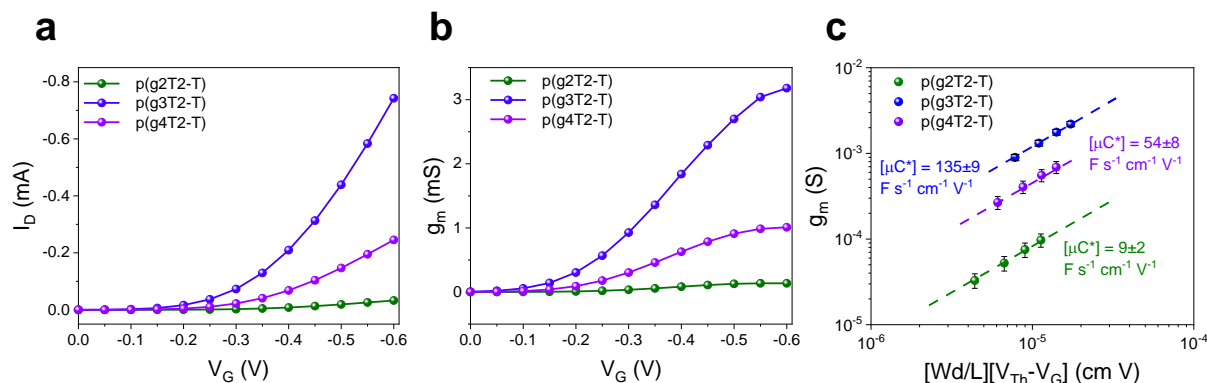 a
-0.8
-0.6
-0.4
-0.2
0.0
I_D (mA)
p(g2T2-T)
p(g3T2-T)
p(g4T2-T)
0.0 -0.1 -0.2 -0.3 -0.4 -0.5 -0.6
V_G (V)
b
3
2
1
0
g_m (mS)
p(g2T2-T)
p(g3T2-T)
p(g4T2-T)
0.0 -0.1 -0.2 -0.3 -0.4 -0.5 -0.6
V_G (V)
c
10⁻²
10⁻³
10⁻⁴
10⁻⁵
g_m (S)
p(g2T2-T)
p(g3T2-T)
p(g4T2-T)
[μC*] = 135±9
F s⁻¹ cm⁻¹ V⁻¹
[μC*] = 54±8
F s⁻¹ cm⁻¹ V⁻¹
[μC*] = 9±2
F s⁻¹ cm⁻¹ V⁻¹
10⁻⁶ 10⁻⁵ 10⁻⁴
[Wd/L][V_Th-V_G] (cm V)